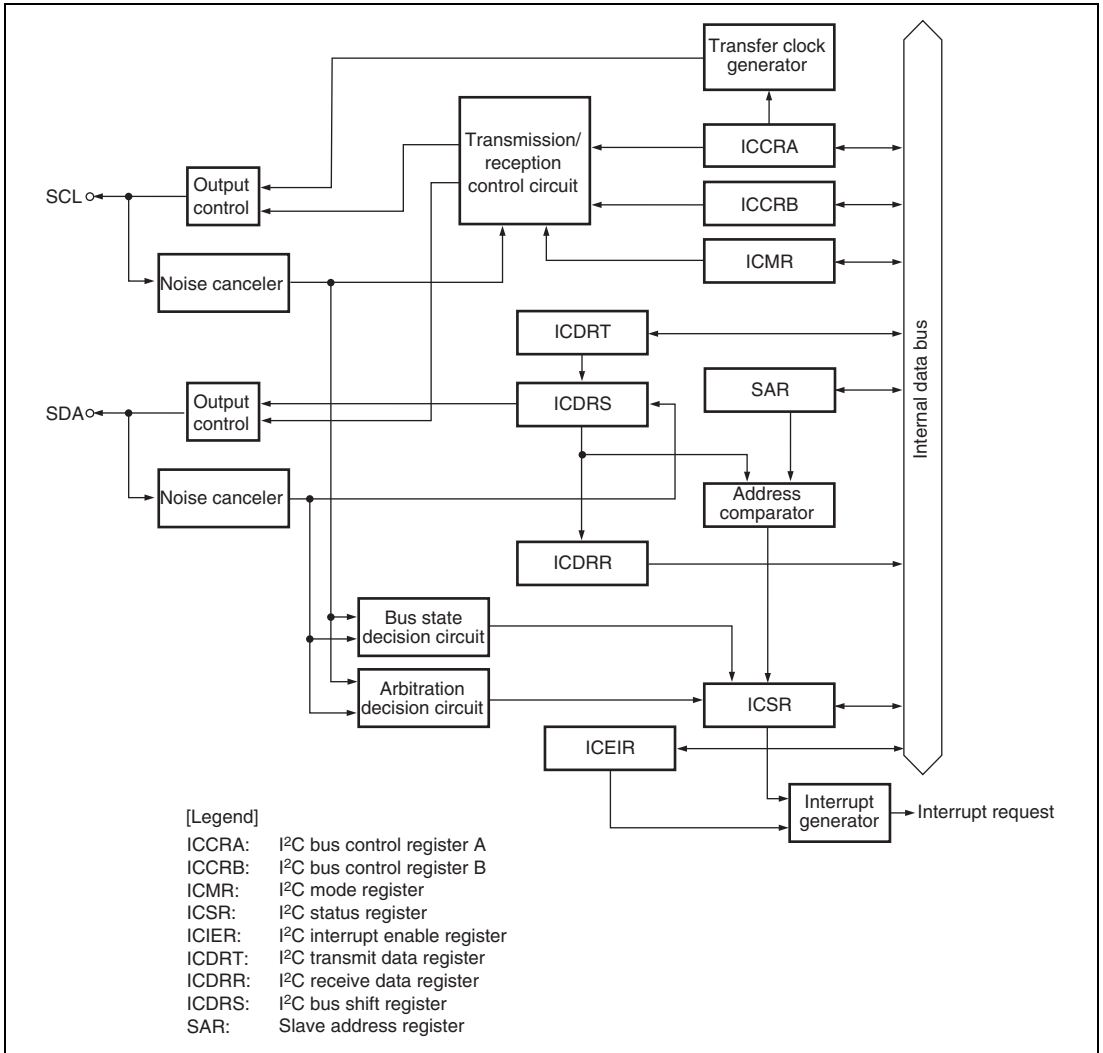 Transfer clock
generator
Transmission/
reception
control circuit
ICCRA
SCL
Output
control
ICCRB
ICMR
Noise canceler
ICDRT
SDA
Output
control
ICDRS
SAR
Internal data bus
Noise canceler
Address
comparator
ICDRR
Bus state
decision circuit
Arbitration
decision circuit
ICSR
ICEIR
Interrupt
generator
Interrupt request
[Legend]
ICCRA: I²C bus control register A
ICCRB: I²C bus control register B
ICMR: I²C mode register
ICSR: I²C status register
ICIER: I²C interrupt enable register
ICDRT: I²C transmit data register
ICDRR: I²C receive data register
ICDRS: I²C bus shift register
SAR: Slave address register